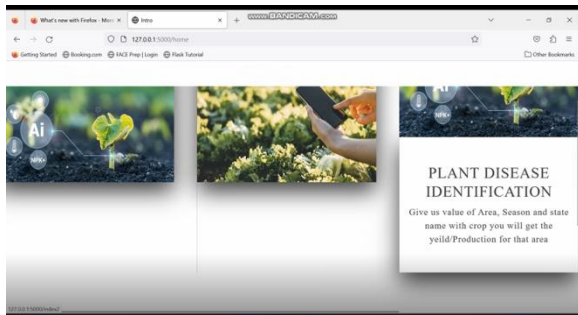 www.BANDICAM.com
What's new with Firefox - More
Intro
127.0.0.1:5000/home
Getting Started
Booking.com
FACE Prep | Login
Flask Tutorial
Other Bookmarks
Ai
NPK+
NPK+
PLANT DISEASE
IDENTIFICATION
Give us value of Area, Season and state
name with crop you will get the
yeild/Production for that area
127.0.0.1:5000/index2